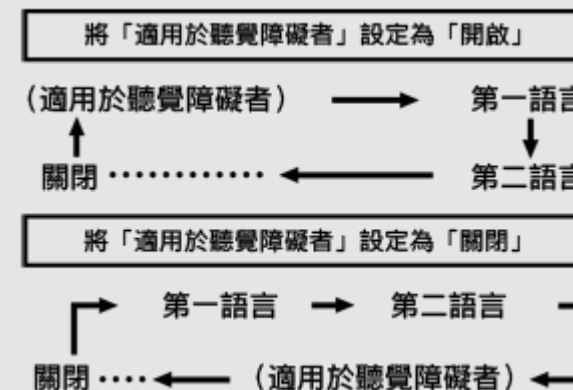 將「適用於聽覺障礙者」設定為「開啟」
(適用於聽覺障礙者) 第一語言
關閉 第二語言
將「適用於聽覺障礙者」設定為「關閉」
第一語言 第二語言
關閉 (適用於聽覺障礙者)